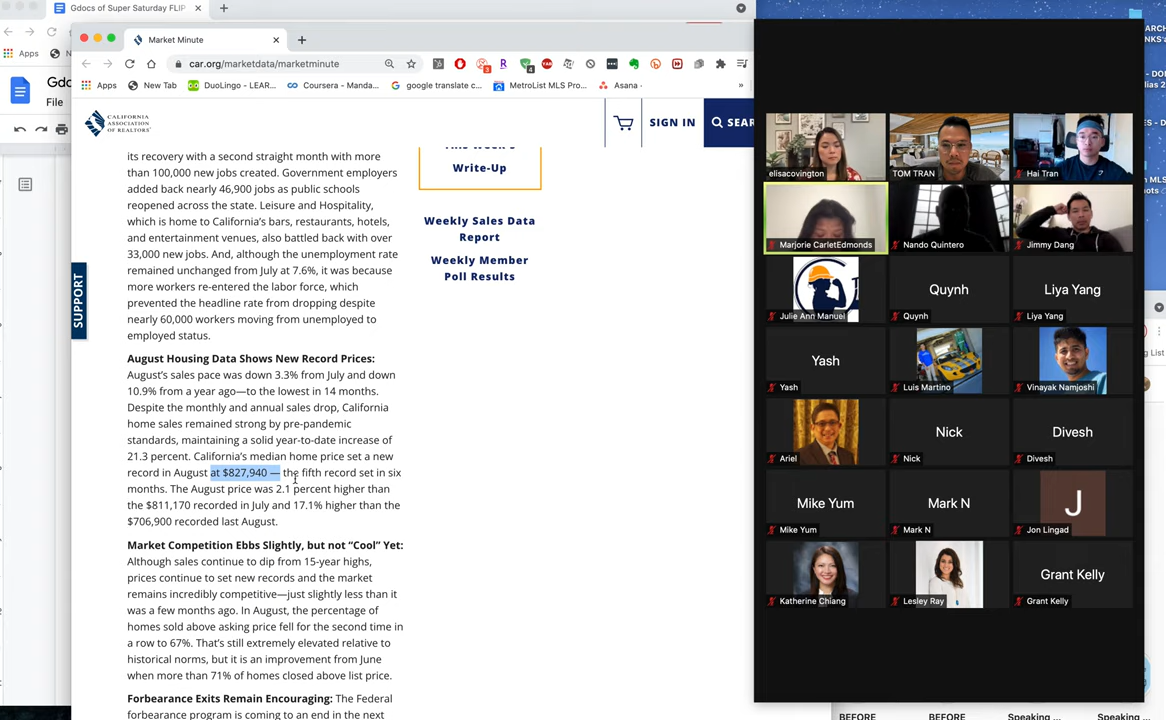 Gdocs of Super Saturday FLIP
Apps
Gdo
File
Market Minute
car.org/marketdata/marketminute
Apps
New Tab
DuoLingo - LEAR...
Coursera - Manda...
google translate c...
MetroList MLS Pro...
Asana -
»
CALIFORNIA
ASSOCIATION
OF REALTORS®
SIGN IN
SEAR
SUPPORT
its recovery with a second straight month with more
than 100,000 new jobs created. Government employers
added back nearly 46,900 jobs as public schools
reopened across the state. Leisure and Hospitality,
which is home to California's bars, restaurants, hotels,
and entertainment venues, also battled back with over
33,000 new jobs. And, although the unemployment rate
remained unchanged from July at 7.6%, it was because
more workers re-entered the labor force, which
prevented the headline rate from dropping despite
nearly 60,000 workers moving from unemployed to
employed status.
August Housing Data Shows New Record Prices:
August's sales pace was down 3.3% from July and down
10.9% from a year ago—to the lowest in 14 months.
Despite the monthly and annual sales drop, California
home sales remained strong by pre-pandemic
standards, maintaining a solid year-to-date increase of
21.3 percent. California's median home price set a new
record in August at $827,940 — the fifth record set in six
months. The August price was 2.1 percent higher than
the $811,170 recorded in July and 17.1% higher than the
$706,900 recorded last August.
Market Competition Ebbs Slightly, but not "Cool" Yet:
Although sales continue to dip from 15-year highs,
prices continue to set new records and the market
remains incredibly competitive—just slightly less than it
was a few months ago. In August, the percentage of
homes sold above asking price fell for the second time in
a row to 67%. That's still extremely elevated relative to
historical norms, but it is an improvement from June
when more than 71% of homes closed above list price.
Forbearance Exits Remain Encouraging: The Federal
forbearance program is coming to an end in the next
Write-Up
Weekly Sales Data
Report
Weekly Member
Poll Results
elisacovington
TOM TRAN
Hai Tran
Marjorie CarletEdmonds
Nando Quintero
Jimmy Dang
Julie Ann Manuel
Quynh
Quynh
Liya Yang
Liya Yang
Yash
Yash
Luis Martino
Vinayak Namjoshi
Ariel
Nick
Nick
Divesh
Divesh
Mike Yum
Mike Yum
Mark N
Mark N
J
Jon Lingad
Katherine Chiang
Lesley Ray
Grant Kelly
Grant Kelly
ng List
BEFORE
BEFORE
Speaking ...
Speaking ...